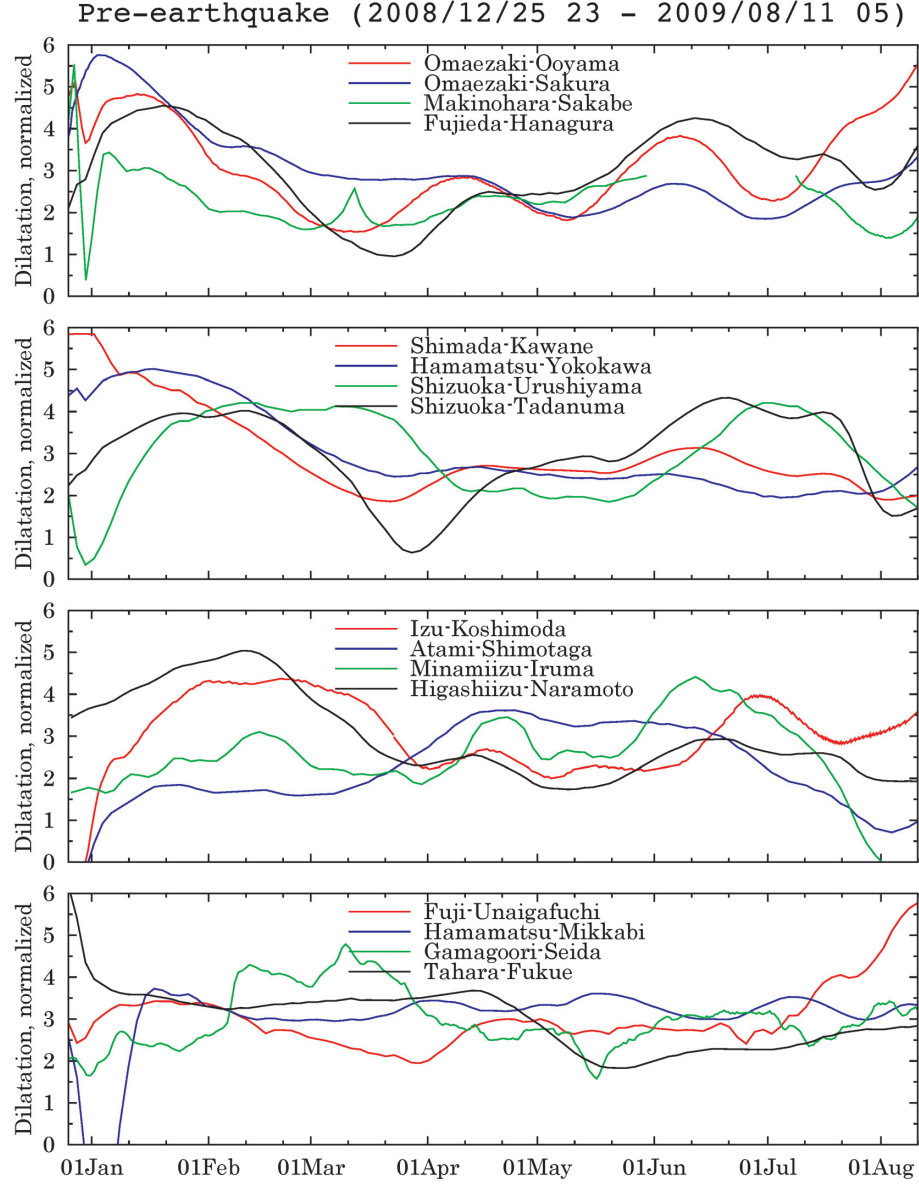 Pre-earthquake (2008/12/25 23 - 2009/08/11 05)
Dilatation, normalized
6
5
4
3
2
1
0
Omaezaki-Ooyama
Omaezaki-Sakura
Makinohara-Sakabe
Fujieda-Hanagura
Dilatation, normalized
6
5
4
3
2
1
0
Shimada-Kawane
Hamamatsu-Yokokawa
Shizuoka-Urushiyama
Shizuoka-Tadanuma
Dilatation, normalized
6
5
4
3
2
1
0
Izu-Koshimoda
Atami-Shimotaga
Minamiizu-Iruma
Higashiizu-Naramoto
Dilatation, normalized
6
5
4
3
2
1
0
Fuji-Unaigafuchi
Hamamatsu-Mikkabi
Gamagoori-Seida
Tahara-Fukue
01Jan 01Feb 01Mar 01Apr 01May 01Jun 01Jul 01Aug